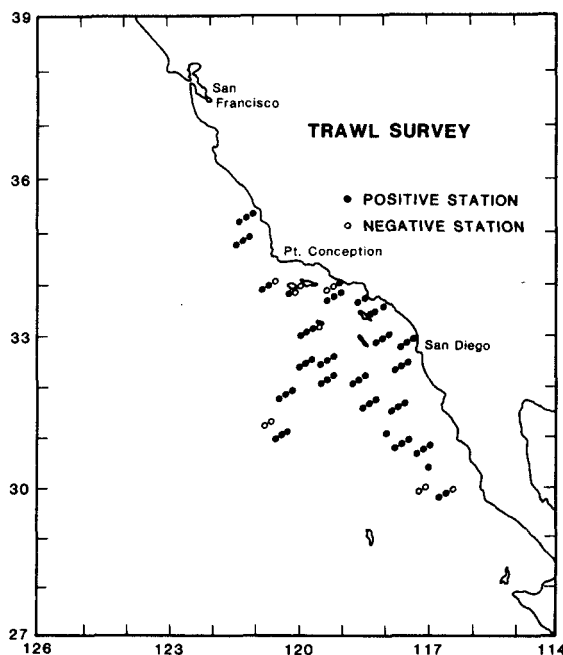 39
San
Francisco
TRAWL SURVEY
36
● POSITIVE STATION
○ NEGATIVE STATION
Pt. Conception
33
San Diego
30
27
126 123 120 117 114